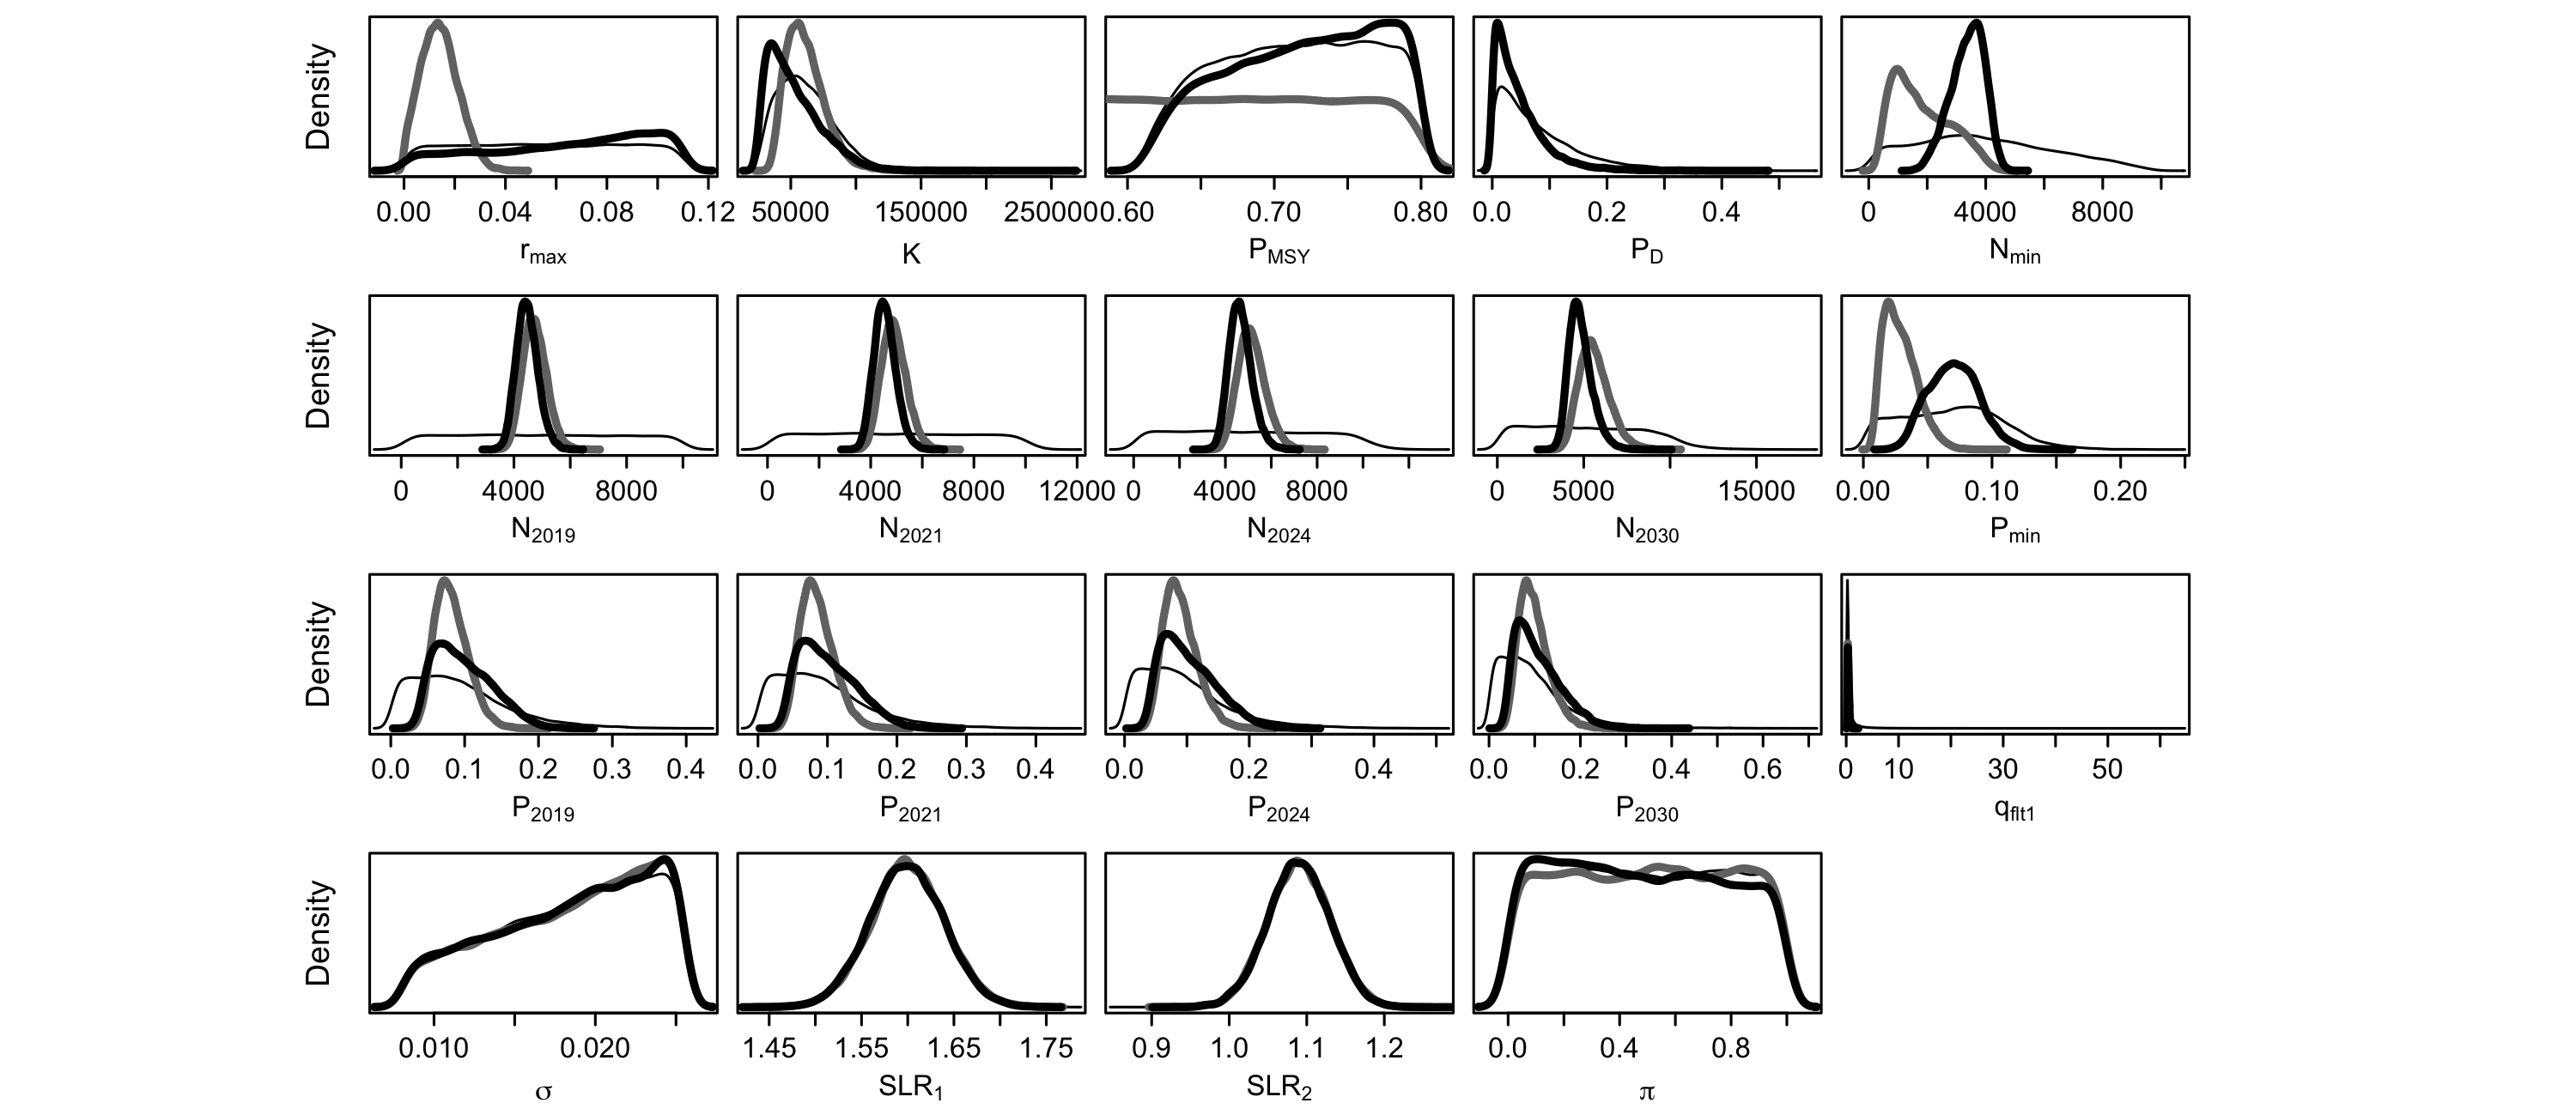 Density
0.00 0.04 0.08 0.12 50000 150000 250000 0.60 0.70 0.80 0.0 0.2 0.4 0 4000 8000
rmax K PMSY PD Nmin
Density
0 4000 8000 0 4000 8000 12000 0 4000 8000 0 5000 15000 0.00 0.10 0.20
N2019 N2021 N2024 N2030 Pmin
Density
0.0 0.1 0.2 0.3 0.4 0.0 0.1 0.2 0.3 0.4 0.0 0.2 0.4 0.0 0.2 0.4 0.6 0 10 30 50
P2019 P2021 P2024 P2030 qflt1
Density
0.010 0.020 1.45 1.55 1.65 1.75 0.9 1.0 1.1 1.2 0.0 0.4 0.8
σ SLR1 SLR2 π